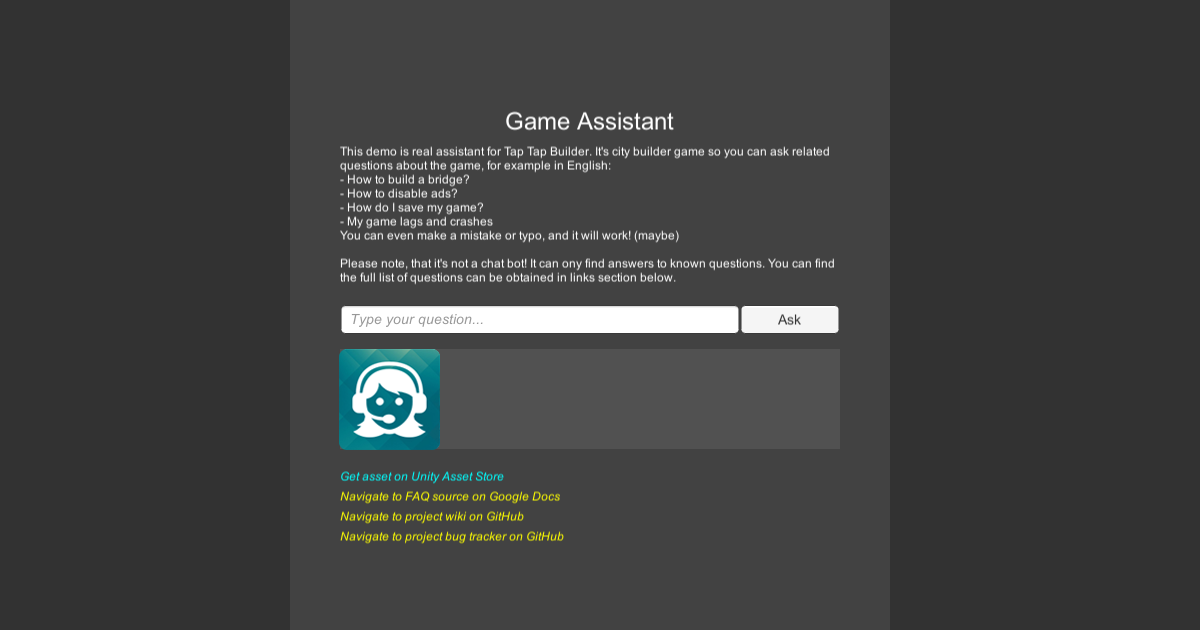 Game Assistant
This demo is real assistant for Tap Tap Builder. It's city builder game so you can ask related
questions about the game, for example in English:
- How to build a bridge?
- How to disable ads?
- How do I save my game?
- My game lags and crashes
You can even make a mistake or typo, and it will work! (maybe)
Please note, that it's not a chat bot! It can ony find answers to known questions. You can find
the full list of questions can be obtained in links section below.
Type your question...
Ask
Get asset on Unity Asset Store
Navigate to FAQ source on Google Docs
Navigate to project wiki on GitHub
Navigate to project bug tracker on GitHub